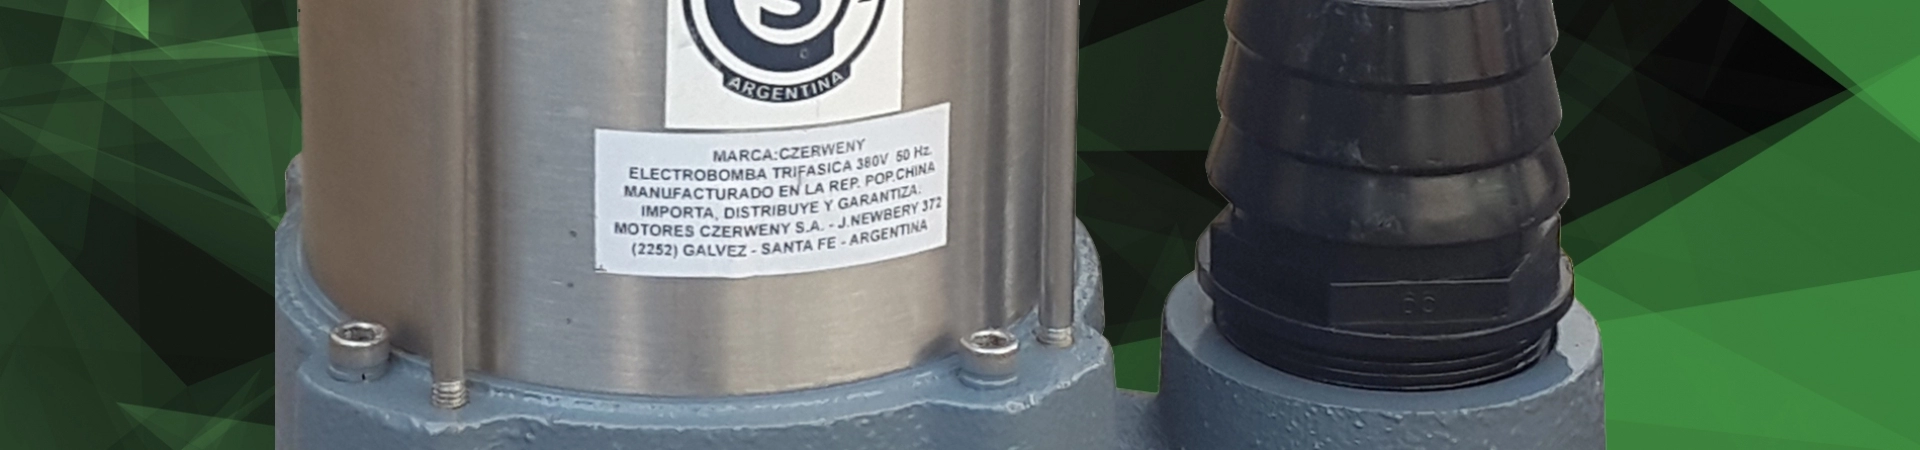 S
ARGENTINA
MARCA:CZERWENY
ELECTROBOMBA TRIFASICA 380V 50 Hz.
MANUFACTURADO EN LA REP. POP.CHINA
IMPORTA, DISTRIBUYE Y GARANTIZA:
MOTORES CZERWENY S.A. - J.NEWBERY 372
(2252) GALVEZ - SANTA FE - ARGENTINA